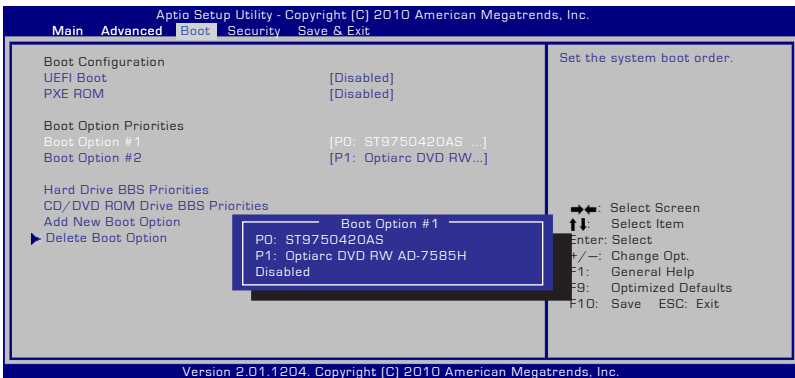 Aptio Setup Utility - Copyright (C) 2010 American Megatrends, Inc.
Main Advanced Boot Security Save & Exit
Boot Configuration
UEFI Boot [Disabled]
PXE ROM [Disabled]
Boot Option Priorities
Boot Option #1 [P0: ST9750420AS ...]
Boot Option #2 [P1: Optiarc DVD RW...]
Hard Drive BBS Priorities
CD/DVD ROM Drive BBS Priorities
Add New Boot Option
Delete Boot Option
Boot Option #1
P0: ST9750420AS
P1: Optiarc DVD RW AD-7585H
Disabled
Set the system boot order.
→←: Select Screen
↑↓: Select Item
Enter: Select
+/—: Change Opt.
F1: General Help
F9: Optimized Defaults
F10: Save ESC: Exit
Version 2.01.1204. Copyright (C) 2010 American Megatrends, Inc.